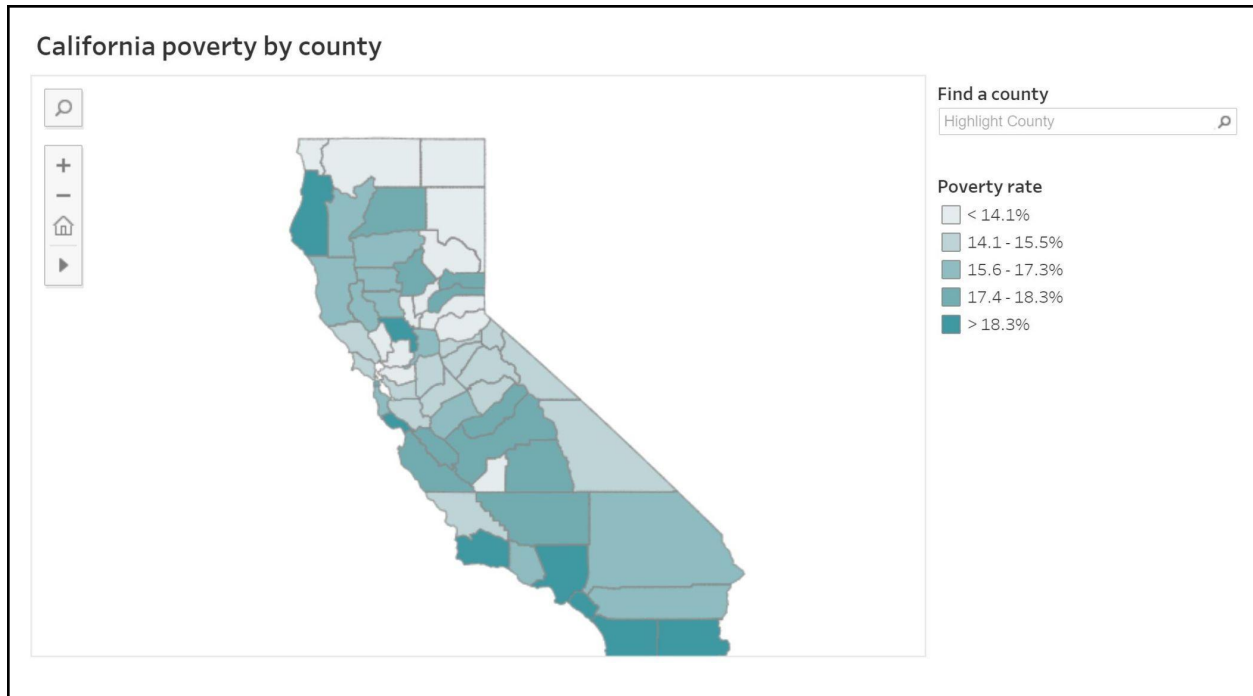 California poverty by county
Find a county
Highlight County
Poverty rate
< 14.1%
14.1 - 15.5%
15.6 - 17.3%
17.4 - 18.3%
> 18.3%